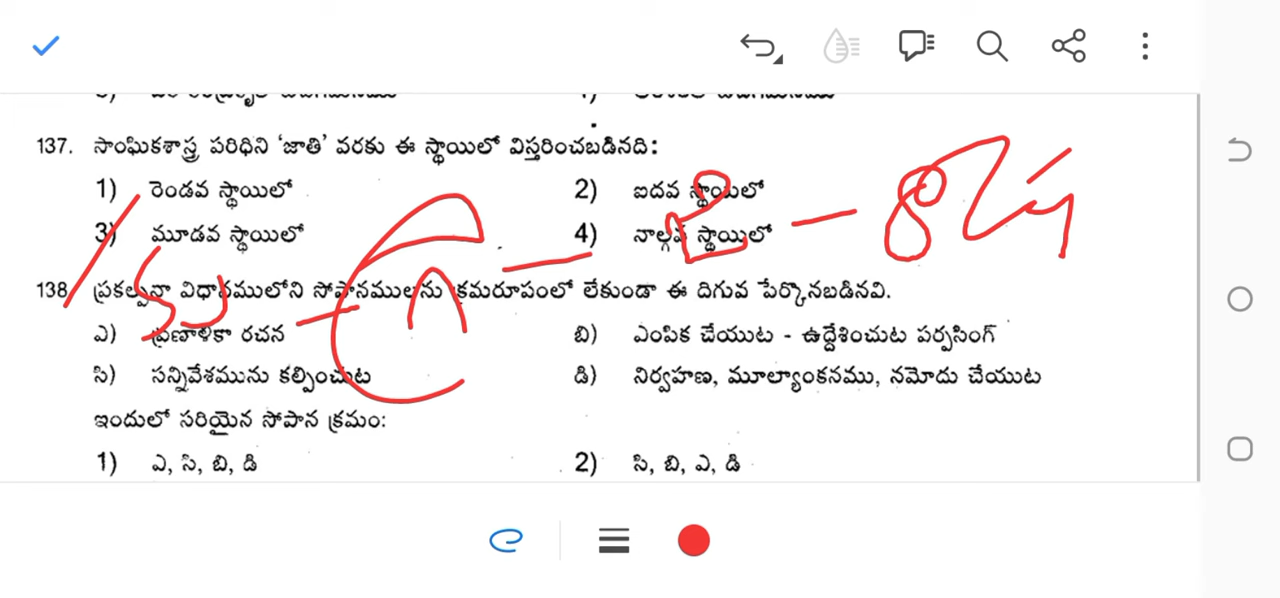 137. సాంఘికశాస్త్ర పరిధిని 'జాతి' వరకు ఈ స్థాయిలో విస్తరించబడినది:
1) రెండవ స్థాయిలో 2) ఐదవ స్థాయిలో
3) మూడవ స్థాయిలో 4) నాల్గవ స్థాయిలో
138. ప్రకల్పనా విధానములోని సోపానములను క్రమరూపంలో లేకుండా ఈ దిగువ పేర్కొనబడినవి.
ఎ) ప్రణాళికా రచన బి) ఎంపిక చేయుట - ఉద్దేశించుట పర్పసింగ్
సి) సన్నివేశమును కల్పించుట డి) నిర్వహణ, మూల్యాంకనము, నమోదు చేయుట
ఇందులో సరియైన సోపాన క్రమం:
1) ఎ, సి, బి, డి 2) సి, బి, ఎ, డి